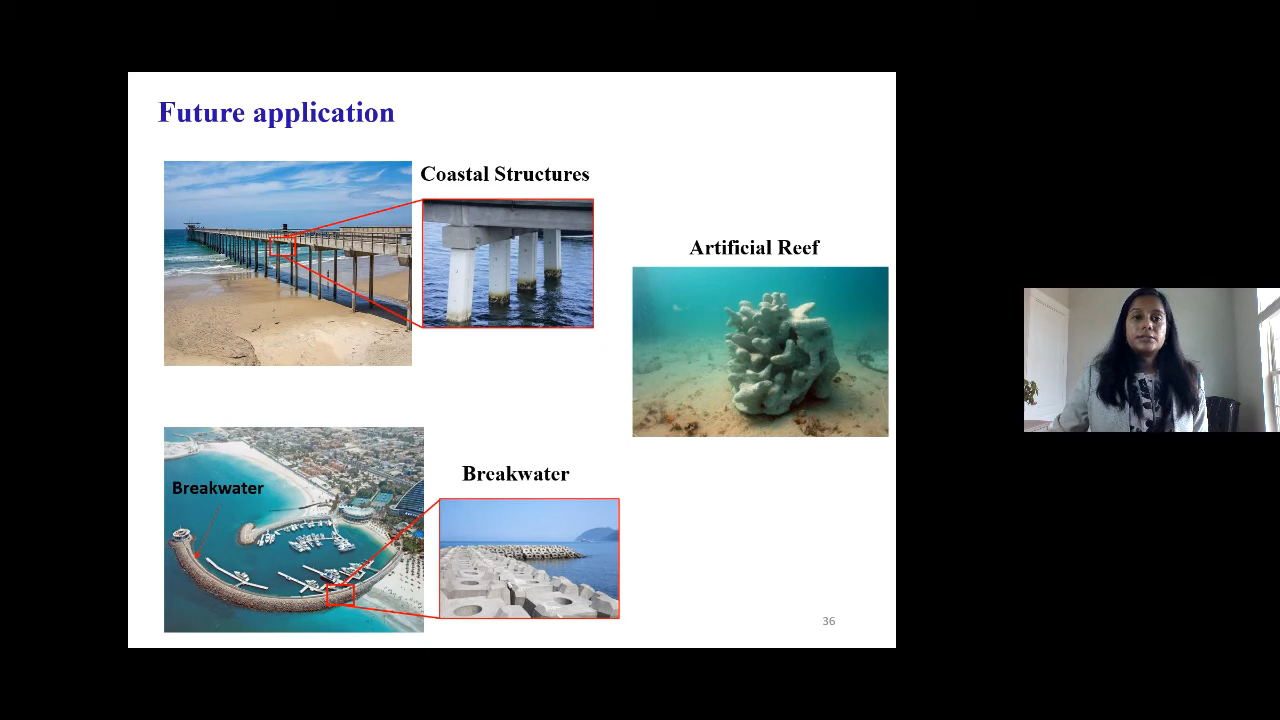 Future application
Coastal Structures
Artificial Reef
Breakwater
Breakwater
36